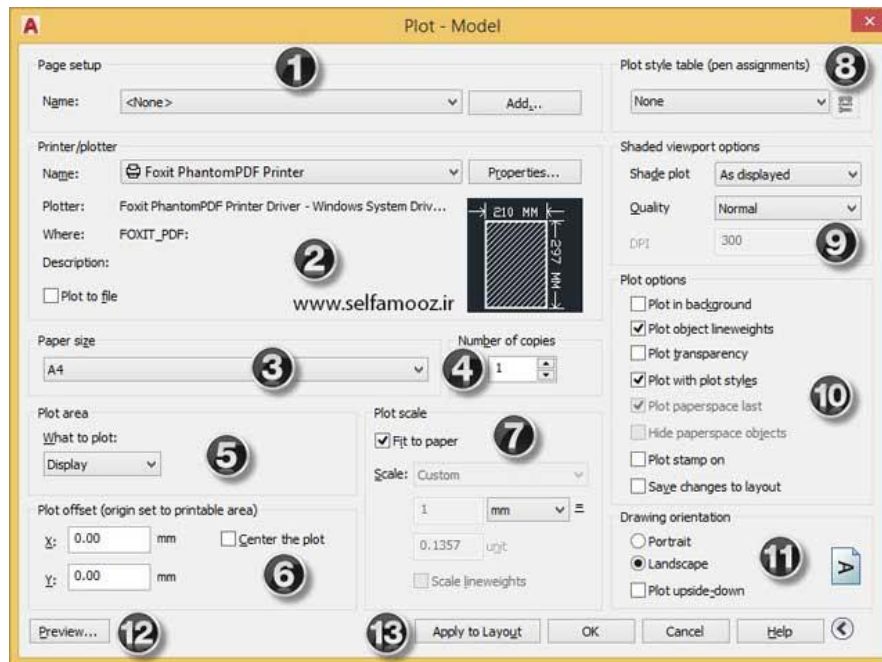 A
Plot - Model
Page setup
1
Name: <None> Add...
Printer/plotter
Name: Foxit PhantomPDF Printer Properties...
Plotter: Foxit PhantomPDF Printer Driver - Windows System Driv...
Where: FOXIT_PDF:
Description:
2
Plot to file
www.selfamooz.ir
210 MM
297 MM
Paper size
A4
3
Number of copies
4
1
Plot area
What to plot:
Display
5
Plot offset (origin set to printable area)
X: 0.00 mm Center the plot
Y: 0.00 mm
6
Plot scale
Fit to paper
7
Scale: Custom
1 mm =
0.1357 unit
Scale lineweights
Plot style table (pen assignments)
8
None
Shaded viewport options
Shade plot As displayed
Quality Normal
DPI 300
9
Plot options
Plot in background
Plot object lineweights
Plot transparency
Plot with plot styles
Plot paperspace last
Hide paperspace objects
Plot stamp on
Save changes to layout
10
Drawing orientation
Portrait
Landscape
Plot upside-down
11
A
Preview...
12
13
Apply to Layout OK Cancel Help